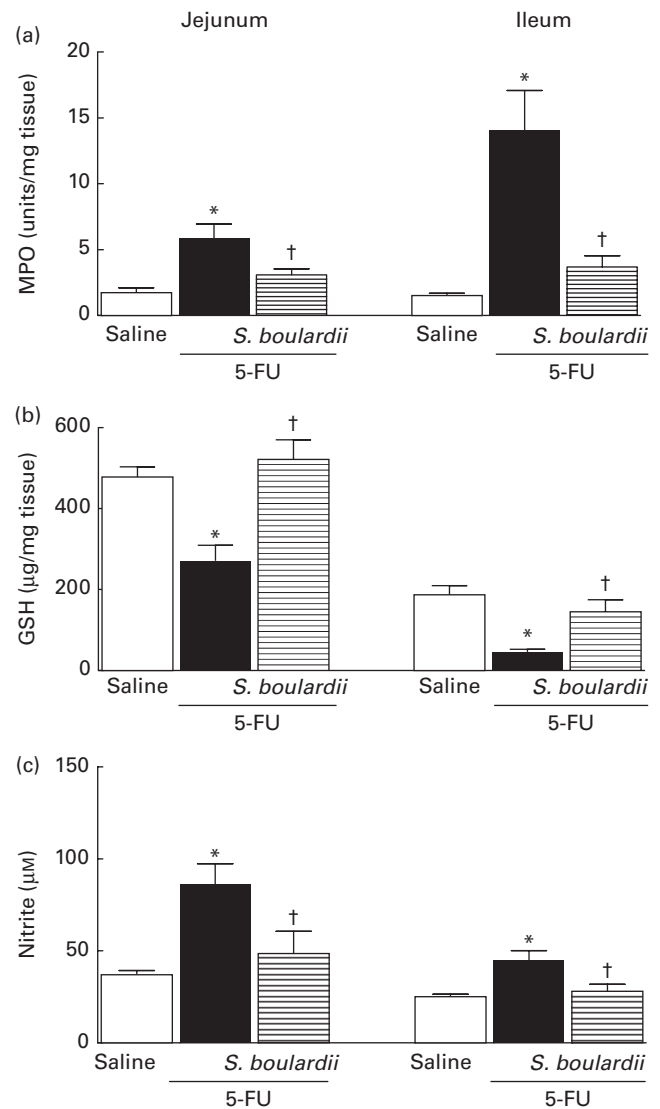 Jejunum Ileum
(a)
MPO (units/mg tissue)
20
15
10
5
0
* † * †
Saline S. boulardii Saline S. boulardii
5-FU 5-FU
(b)
GSH (µg/mg tissue)
600
400
200
0
* † * †
Saline S. boulardii Saline S. boulardii
5-FU 5-FU
(c)
Nitrite (µM)
150
100
50
0
* † * †
Saline S. boulardii Saline S. boulardii
5-FU 5-FU